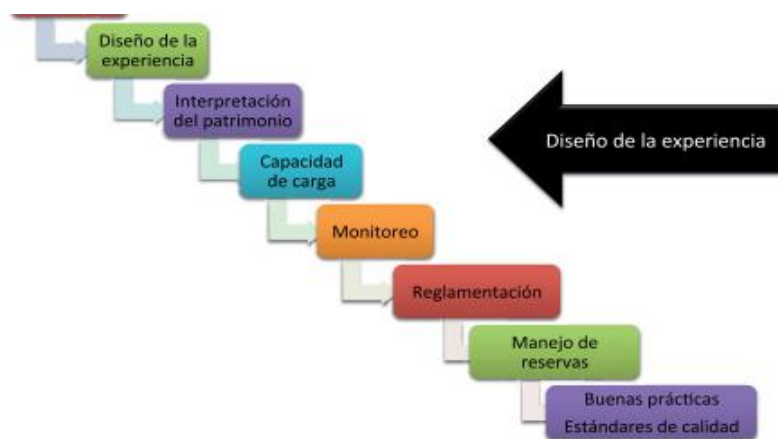 Diseño de la
experiencia
Interpretación
del patrimonio
Capacidad
de carga
Diseño de la experiencia
Monitoreo
Reglamentación
Manejo de
reservas
Buenas prácticas
Estándares de calidad